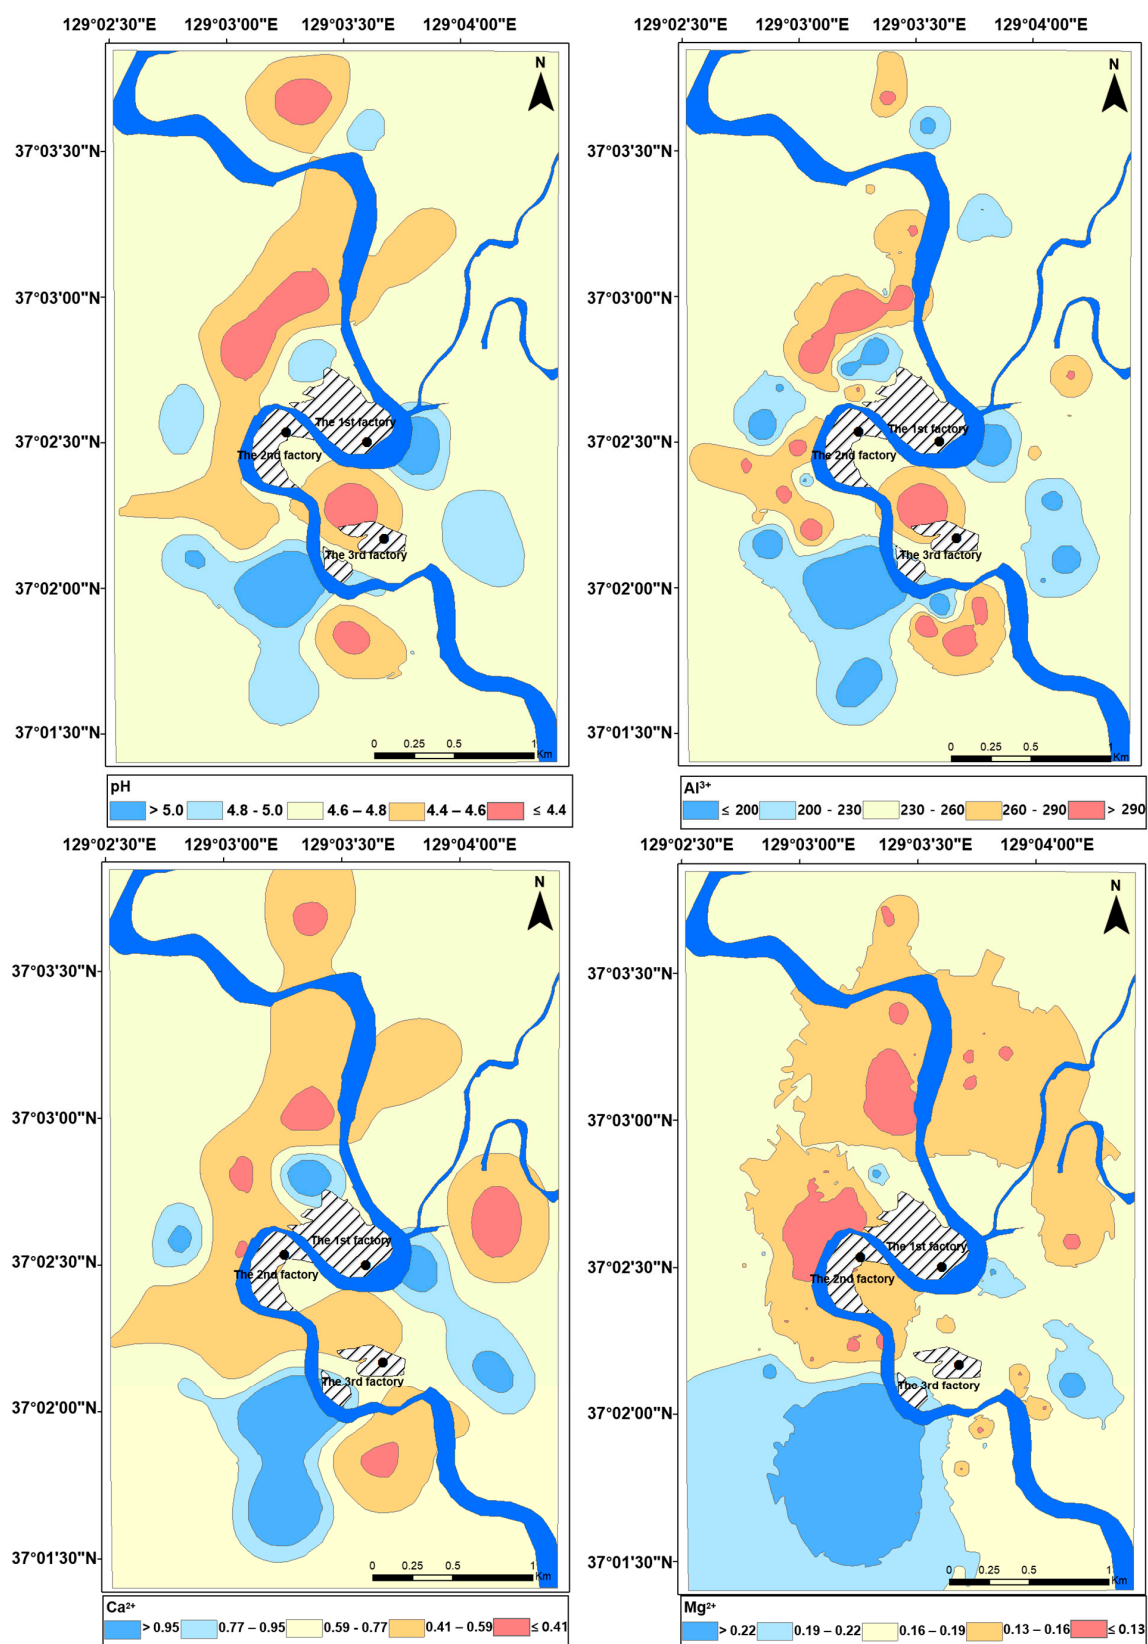 129°02'30"E 129°03'00"E 129°03'30"E 129°04'00"E
N
37°03'30"N
37°03'00"N
37°02'30"N
37°02'00"N
37°01'30"N
The 1st factory
The 2nd factory
The 3rd factory
0 0.25 0.5 1
Km
pH
> 5.0 4.8 - 5.0 4.6 – 4.8 4.4 – 4.6 ≤ 4.4
129°02'30"E 129°03'00"E 129°03'30"E 129°04'00"E
N
37°03'30"N
37°03'00"N
37°02'30"N
37°02'00"N
37°01'30"N
The 1st factory
The 2nd factory
The 3rd factory
0 0.25 0.5 1
Km
Al³⁺
≤ 200 200 - 230 230 - 260 260 - 290 > 290
129°02'30"E 129°03'00"E 129°03'30"E 129°04'00"E
N
37°03'30"N
37°03'00"N
37°02'30"N
37°02'00"N
37°01'30"N
The 1st factory
The 2nd factory
The 3rd factory
0 0.25 0.5 1
Km
Ca²⁺
> 0.95 0.77 – 0.95 0.59 - 0.77 0.41 – 0.59 ≤ 0.41
129°02'30"E 129°03'00"E 129°03'30"E 129°04'00"E
N
37°03'30"N
37°03'00"N
37°02'30"N
37°02'00"N
37°01'30"N
The 1st factory
The 2nd factory
The 3rd factory
0 0.25 0.5 1
Km
Mg²⁺
> 0.22 0.19 – 0.22 0.16 – 0.19 0.13 – 0.16 ≤ 0.13